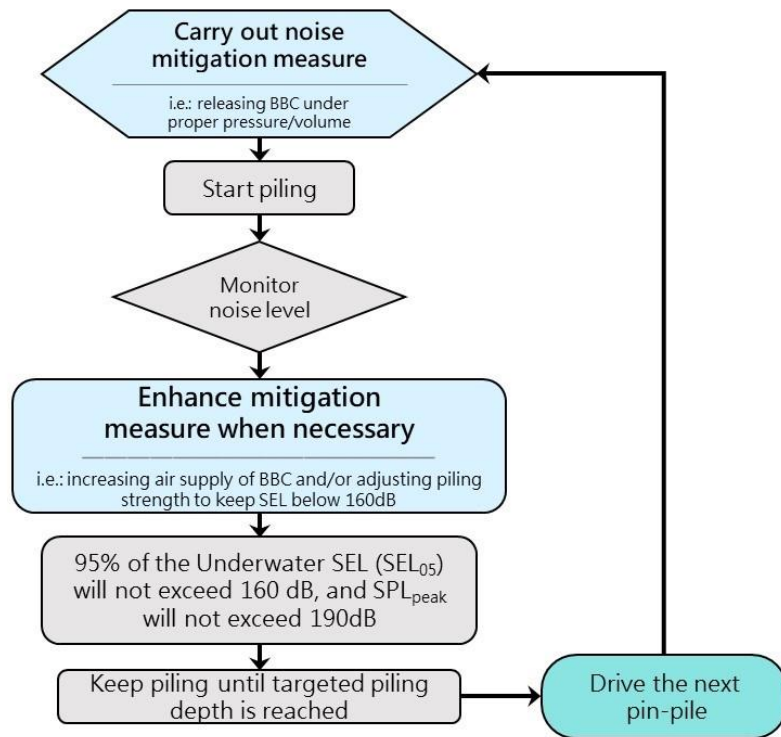 Carry out noise
mitigation measure
i.e.: releasing BBC under
proper pressure/volume
Start piling
Monitor
noise level
Enhance mitigation
measure when necessary
i.e.: increasing air supply of BBC and/or adjusting piling
strength to keep SEL below 160dB
95% of the Underwater SEL (SEL₀₅)
will not exceed 160 dB, and SPLpeak
will not exceed 190dB
Keep piling until targeted piling
depth is reached
Drive the next
pin-pile